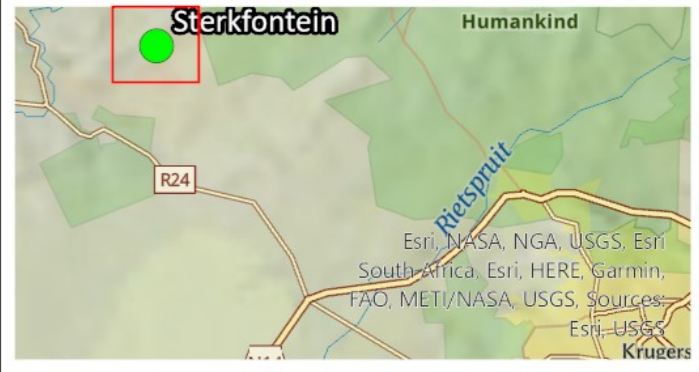 Sterkfontein
Humankind
R24
Rietspruit
Esri, NASA, NGA, USGS, Esri
South Africa, Esri, HERE, Garmin,
FAO, METI/NASA, USGS, Sources:
Esri, USGS
Krugers